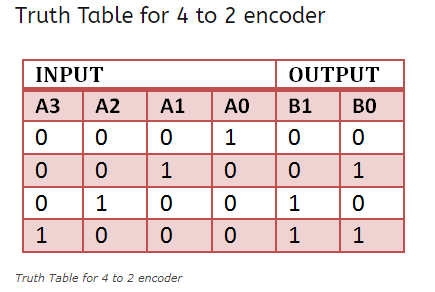 Truth Table for 4 to 2 encoder
INPUT OUTPUT
A3 A2 A1 A0 B1 B0
0 0 0 1 0 0
0 0 1 0 0 1
0 1 0 0 1 0
1 0 0 0 1 1
Truth Table for 4 to 2 encoder